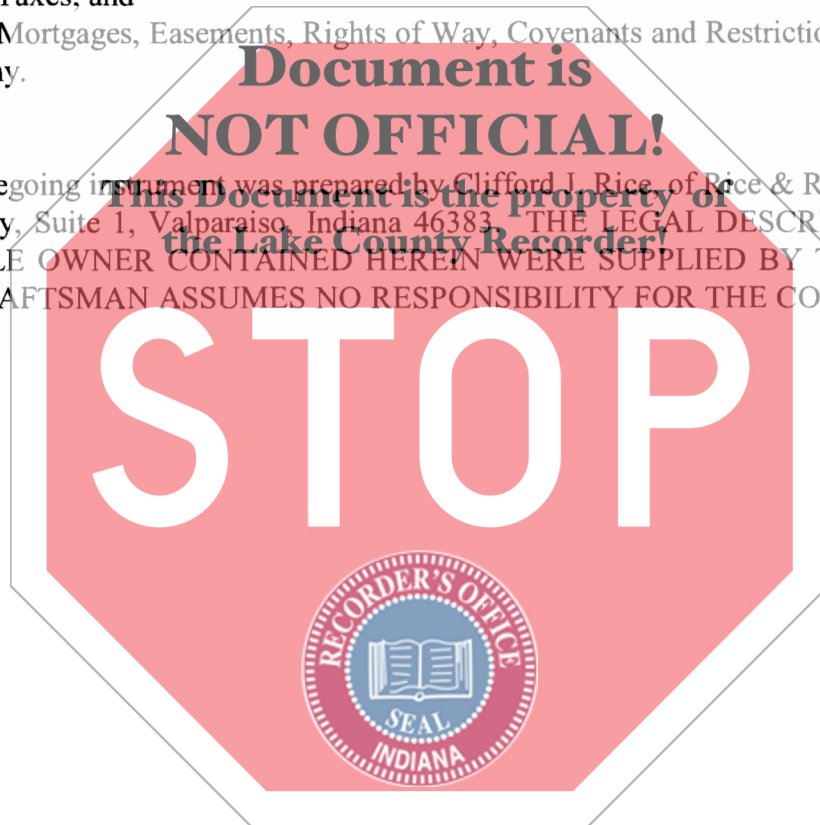 Taxes, and
Mortgages, Easements, Rights of Way, Covenants and Restrictio
y.
Document is
NOT OFFICIAL!
egoing instrument was prepared by Clifford J. Rice, of Rice & R
This Document is the property of
y, Suite 1, Valparaiso, Indiana 46383. THE LEGAL DESCR
the Lake County Recorder!
LE OWNER CONTAINED HEREIN WERE SUPPLIED BY T
AFTSMAN ASSUMES NO RESPONSIBILITY FOR THE CO
STOP
RECORDER'S OFFICE
SEAL
INDIANA